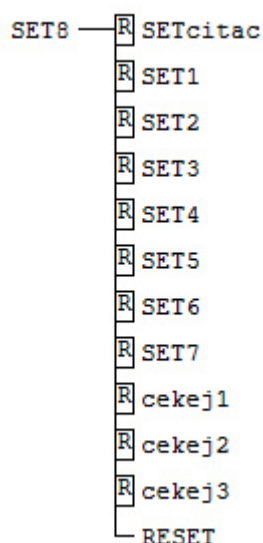 SET8 R SETcitac
R SET1
R SET2
R SET3
R SET4
R SET5
R SET6
R SET7
R cekej1
R cekej2
R cekej3
RESET